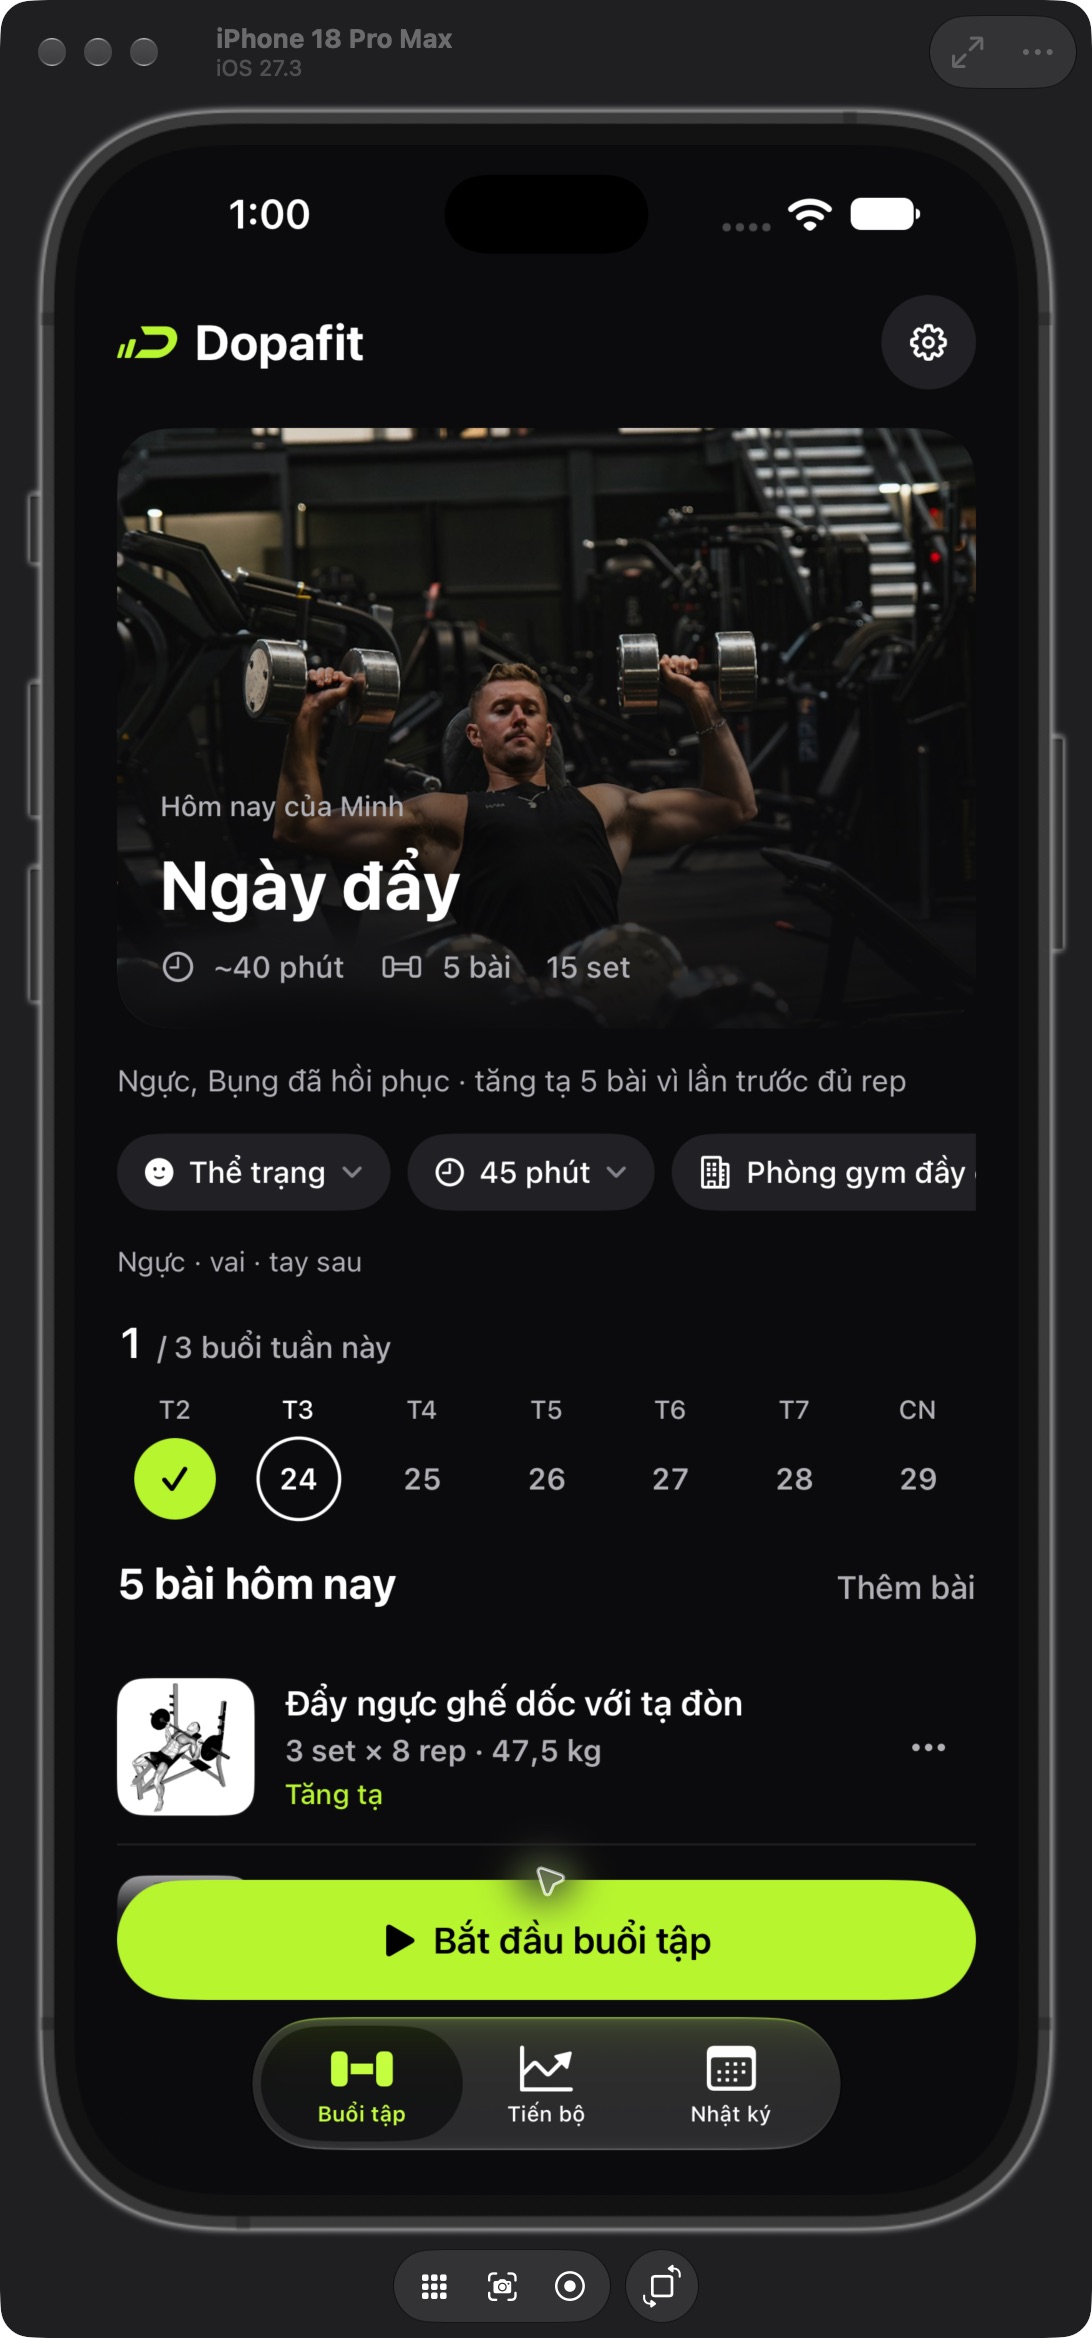 iPhone 18 Pro Max
iOS 27.3
1:00
Dopafit
Hôm nay của Minh
Ngày đẩy
~40 phút 5 bài 15 set
Ngực, Bụng đã hồi phục · tăng tạ 5 bài vì lần trước đủ rep
Thể trạng 45 phút Phòng gym đầy
Ngực · vai · tay sau
1 / 3 buổi tuần này
T2 T3 T4 T5 T6 T7 CN
24 25 26 27 28 29
5 bài hôm nay Thêm bài
Đẩy ngực ghế dốc với tạ đòn
3 set × 8 rep · 47,5 kg
Tăng tạ
Bắt đầu buổi tập
Buổi tập Tiến bộ Nhật ký